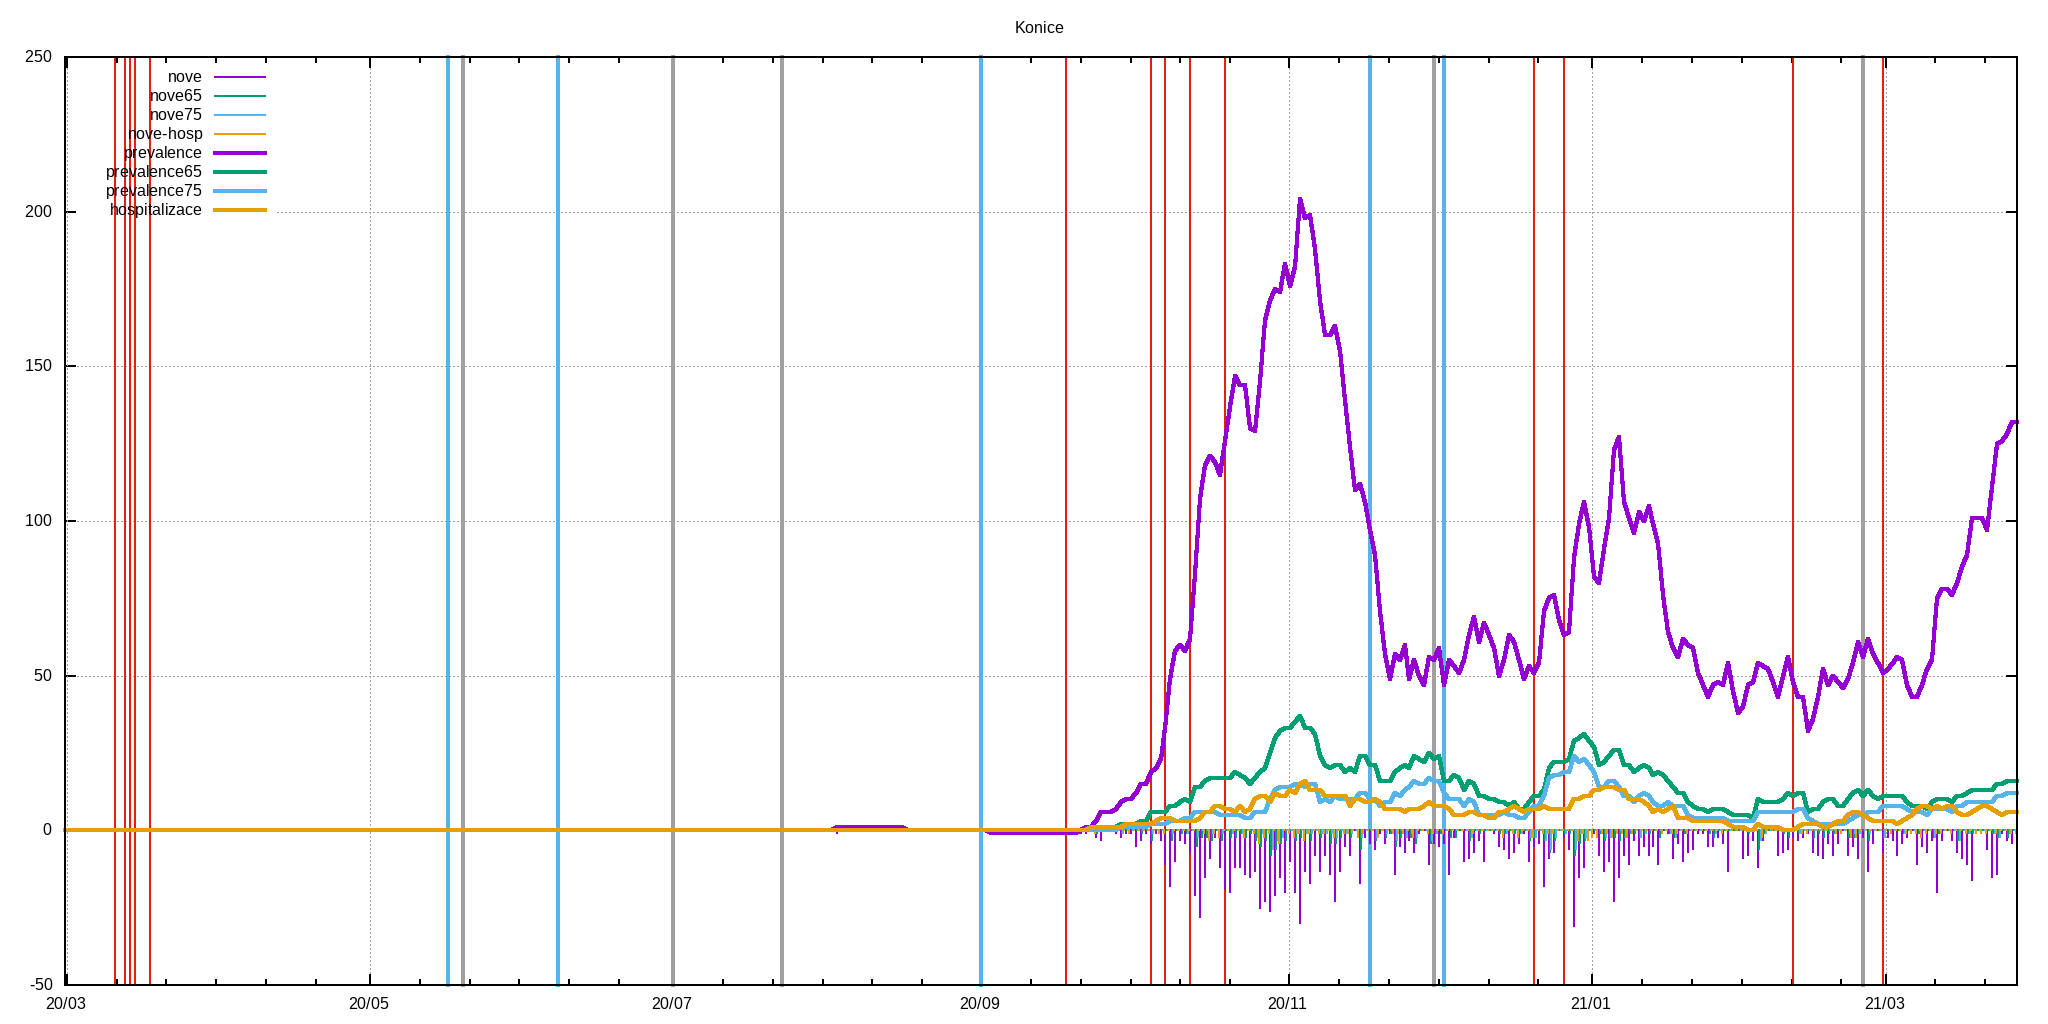 Konice
250
200
150
100
50
0
-50
nove
nove65
nove75
nove-hosp
prevalence
prevalence65
prevalence75
hospitalizace
20/03 20/05 20/07 20/09 20/11 21/01 21/03